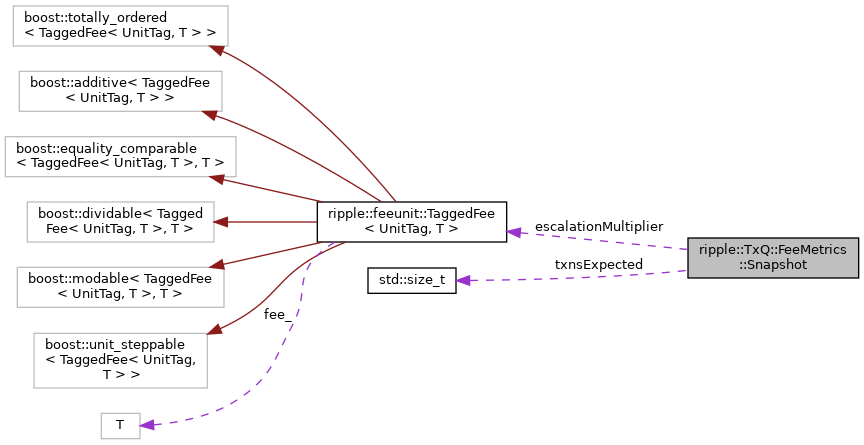 boost::totally_ordered
< TaggedFee< UnitTag, T > >
boost::additive< TaggedFee
< UnitTag, T > >
boost::equality_comparable
< TaggedFee< UnitTag, T >, T >
boost::dividable< Tagged
Fee< UnitTag, T >, T >
boost::modable< TaggedFee
< UnitTag, T >, T >
boost::unit_steppable
< TaggedFee< UnitTag,
T > >
T
ripple::feeunit::TaggedFee
< UnitTag, T >
std::size_t
fee_
escalationMultiplier
txnsExpected
ripple::TxQ::FeeMetrics
::Snapshot